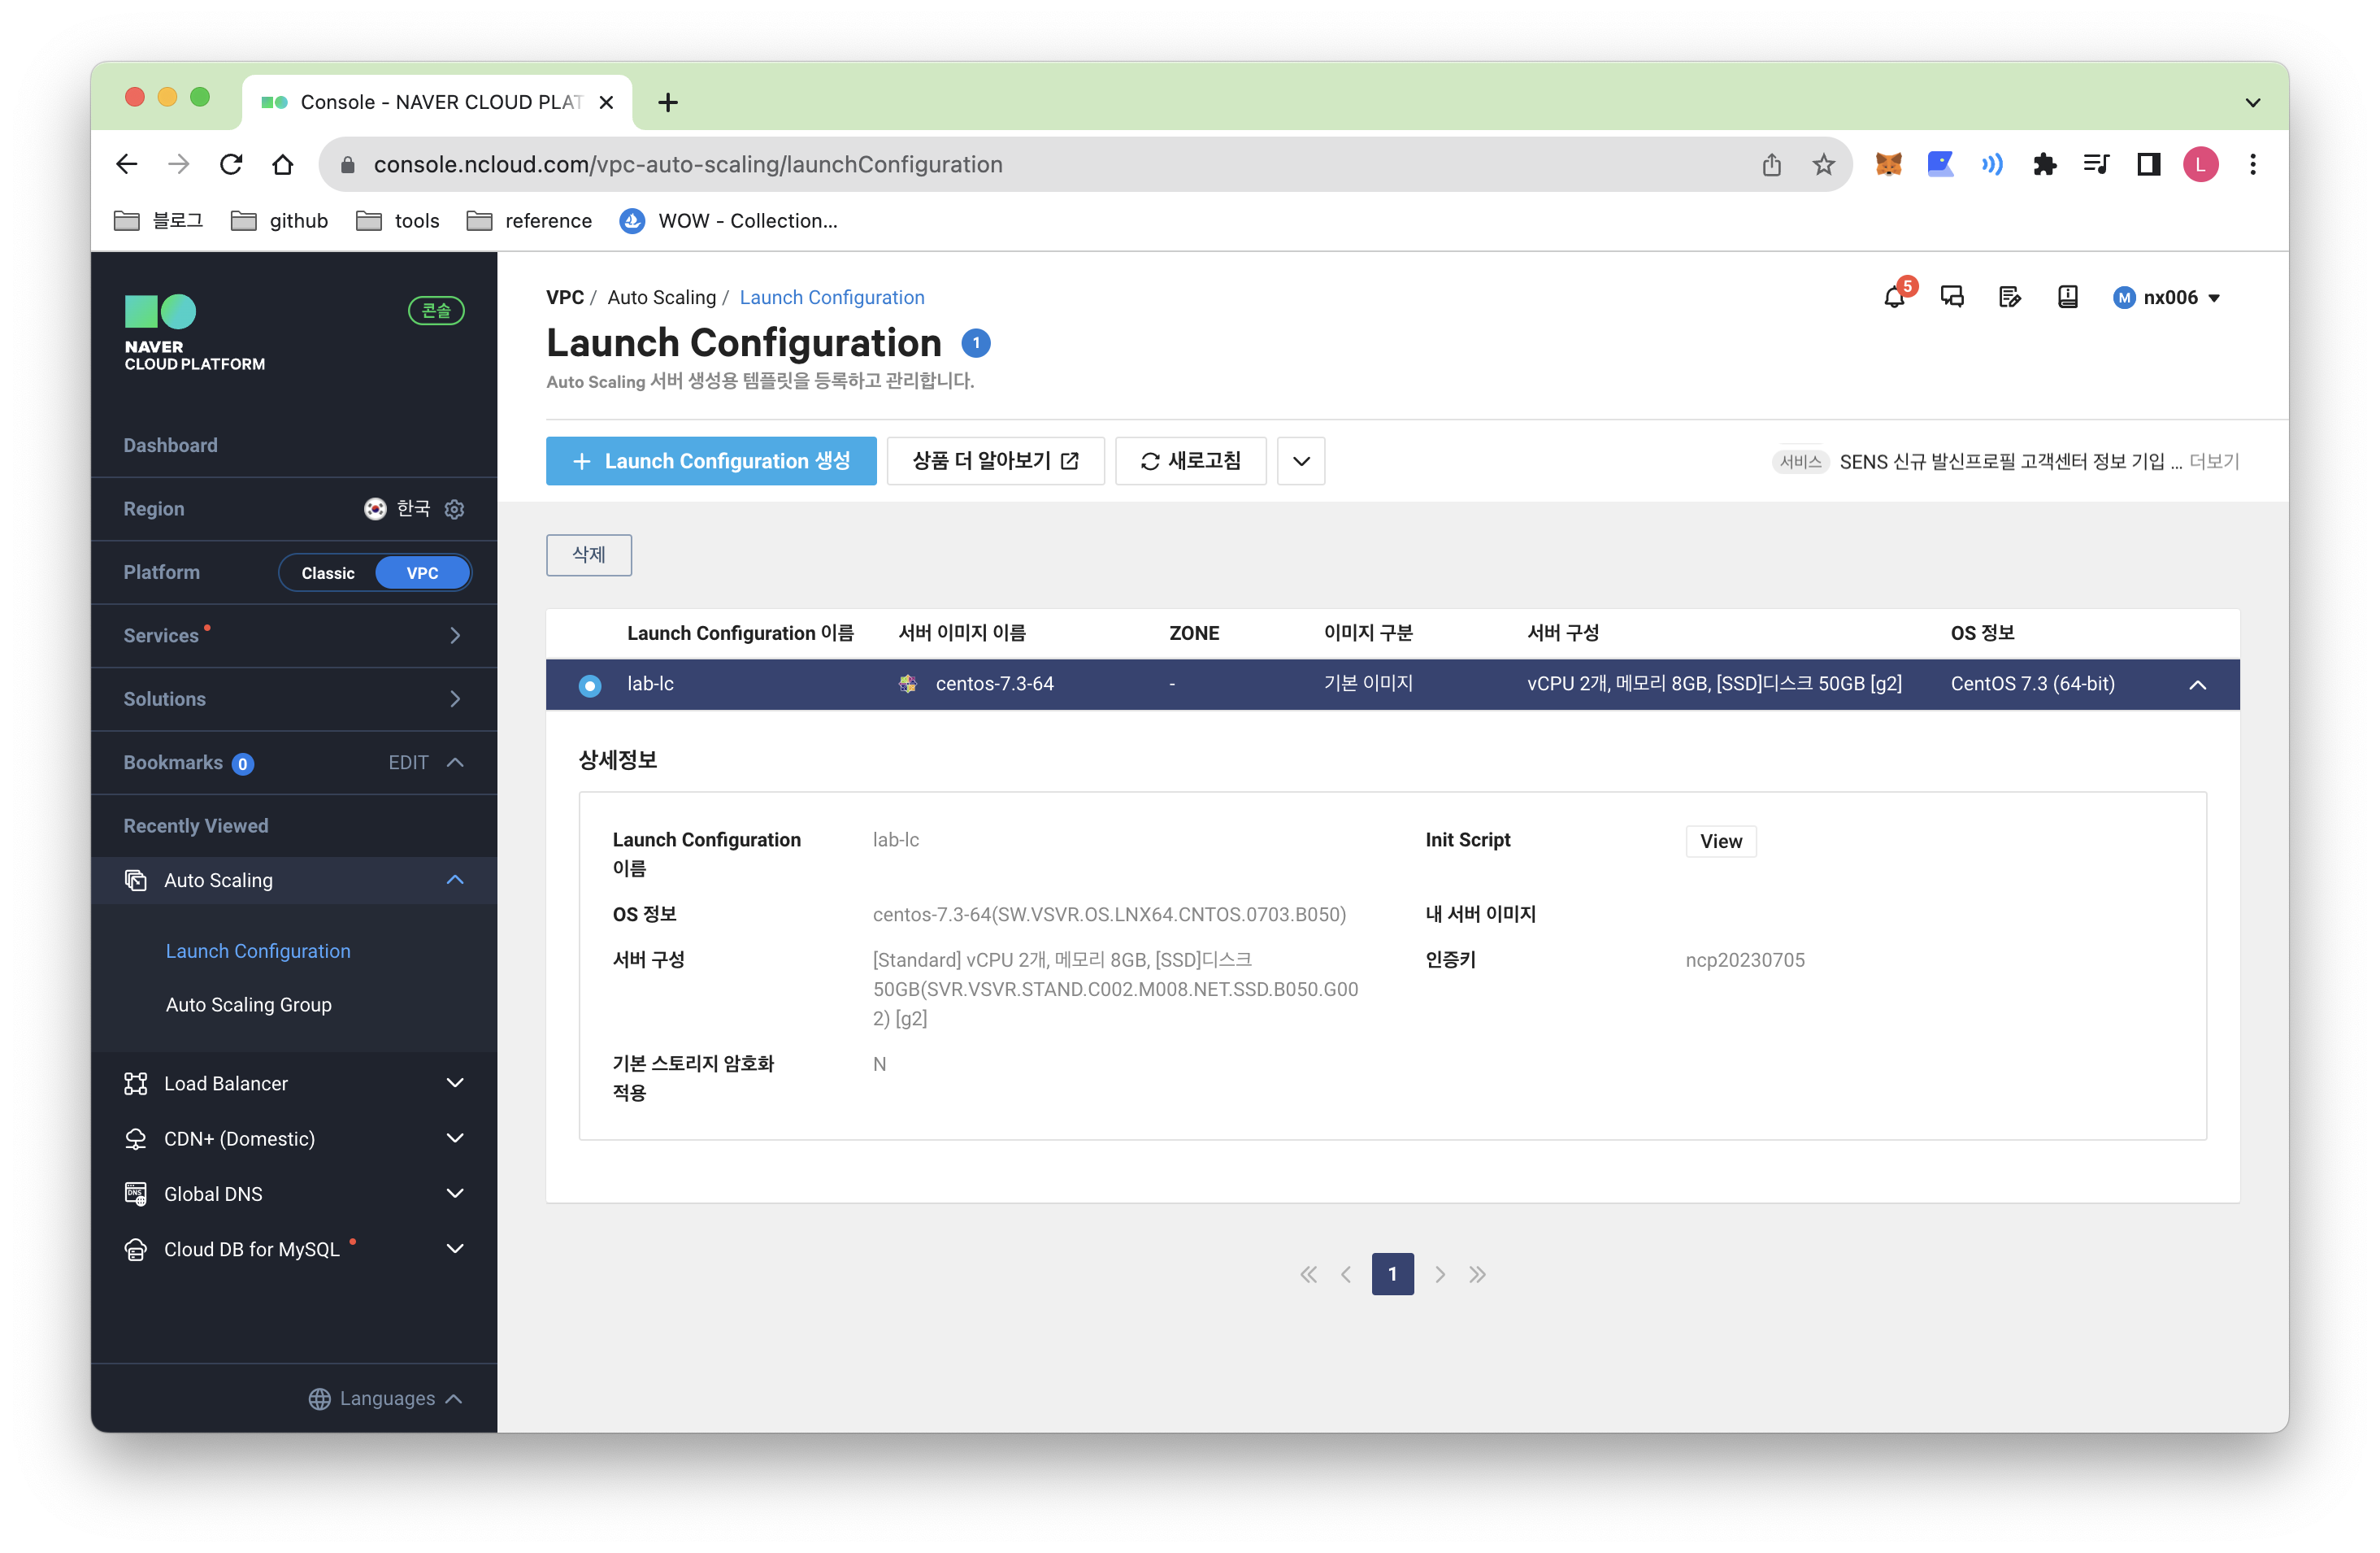 Console - NAVER CLOUD PLAT
console.ncloud.com/vpc-auto-scaling/launchConfiguration
L
블로그 github tools reference WOW - Collection...
NAVER
CLOUD PLATFORM
콘솔
Dashboard
Region 한국
Platform Classic VPC
Services
Solutions
Bookmarks 0 EDIT
Recently Viewed
Auto Scaling
Launch Configuration
Auto Scaling Group
Load Balancer
CDN+ (Domestic)
DNS Global DNS
Cloud DB for MySQL
Languages
VPC / Auto Scaling / Launch Configuration
5 M nx006
Launch Configuration 1
Auto Scaling 서버 생성용 템플릿을 등록하고 관리합니다.
+ Launch Configuration 생성 상품 더 알아보기 새로고침
서비스 SENS 신규 발신프로필 고객센터 정보 기입 ... 더보기
삭제
Launch Configuration 이름 서버 이미지 이름 ZONE 이미지 구분 서버 구성 OS 정보
lab-lc centos-7.3-64 - 기본 이미지 vCPU 2개, 메모리 8GB, [SSD]디스크 50GB [g2] CentOS 7.3 (64-bit)
상세정보
Launch Configuration
이름
lab-lc
Init Script View
OS 정보 centos-7.3-64(SW.VSVR.OS.LNX64.CNTOS.0703.B050)
내 서버 이미지
서버 구성
[Standard] vCPU 2개, 메모리 8GB, [SSD]디스크
50GB(SVR.VSVR.STAND.C002.M008.NET.SSD.B050.G00
2) [g2]
인증키 ncp20230705
기본 스토리지 암호화
적용
N
1